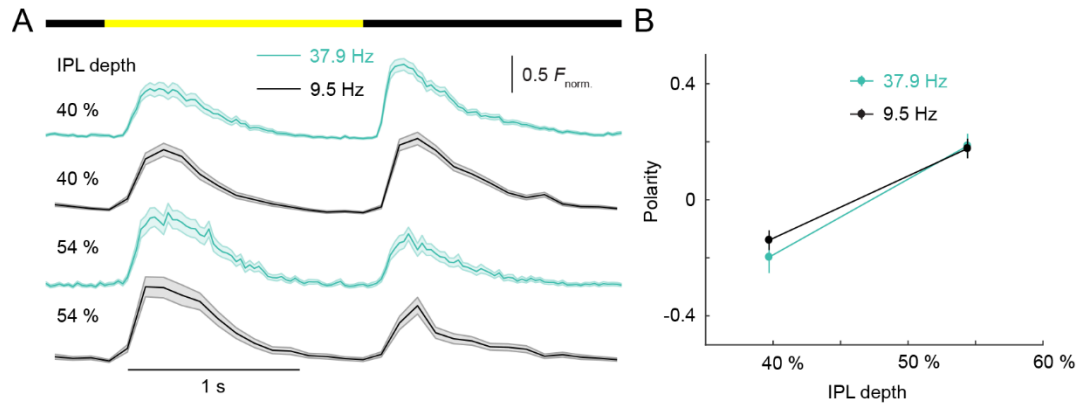 A
IPL depth
37.9 Hz
9.5 Hz
0.5 Fnorm.
40 %
40 %
54 %
54 %
1 s
B
37.9 Hz
9.5 Hz
Polarity
0.4
0
-0.4
40 %
50 %
60 %
IPL depth